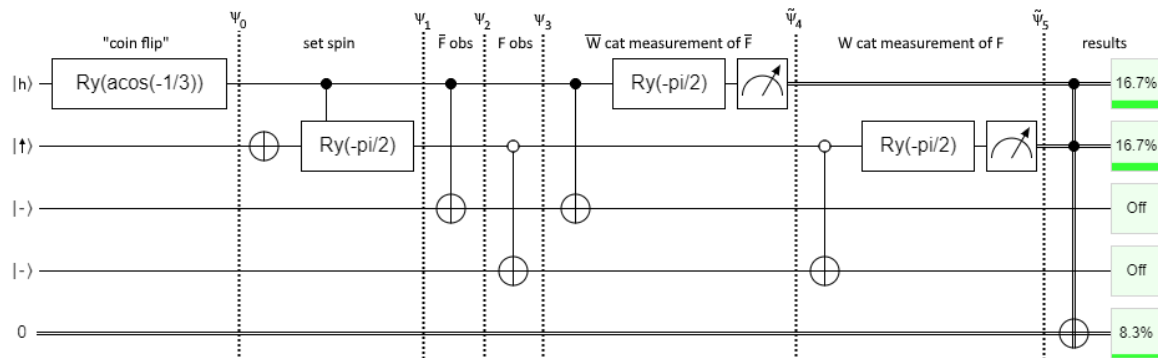 Ψ0 Ψ1 Ψ2 Ψ3 Ψ̃4 Ψ̃5
"coin flip" set spin F̄ obs F obs W̄ cat measurement of F̄ W cat measurement of F results
|h⟩ Ry(acos(-1/3)) Ry(-pi/2) 16.7%
|↑⟩ Ry(-pi/2) Ry(-pi/2) 16.7%
|-⟩ Off
|-⟩ Off
0 8.3%